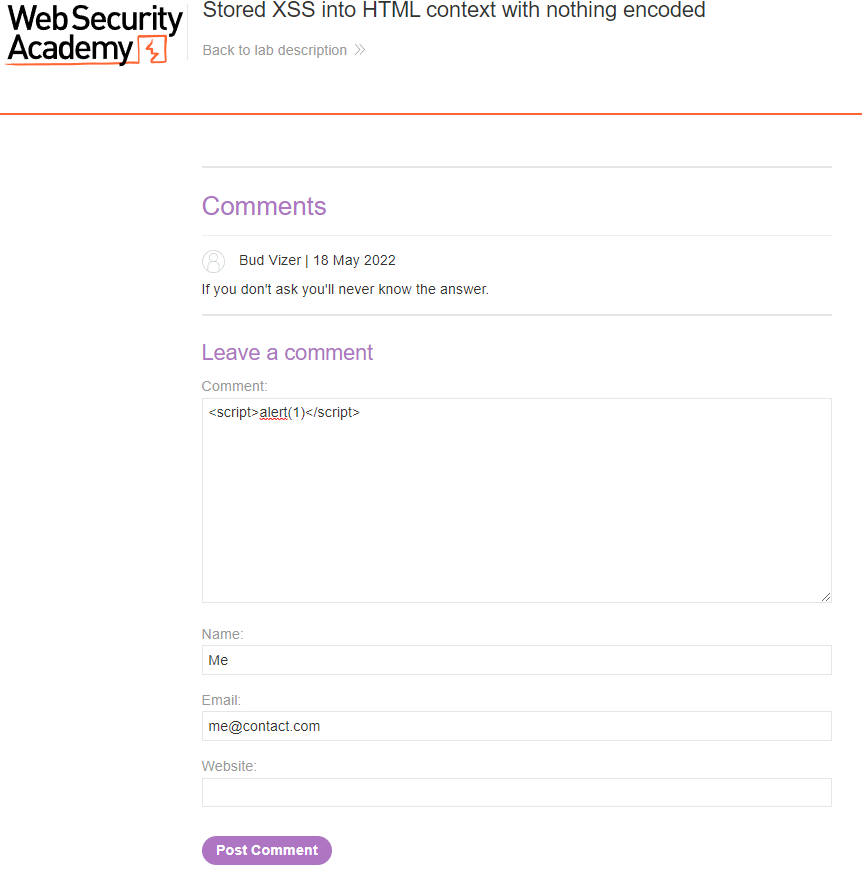 Web Security
Academy
Stored XSS into HTML context with nothing encoded
Back to lab description
Comments
Bud Vizer | 18 May 2022
If you don't ask you'll never know the answer.
Leave a comment
Comment:
<script>alert(1)</script>
Name:
Me
Email:
me@contact.com
Website:
Post Comment